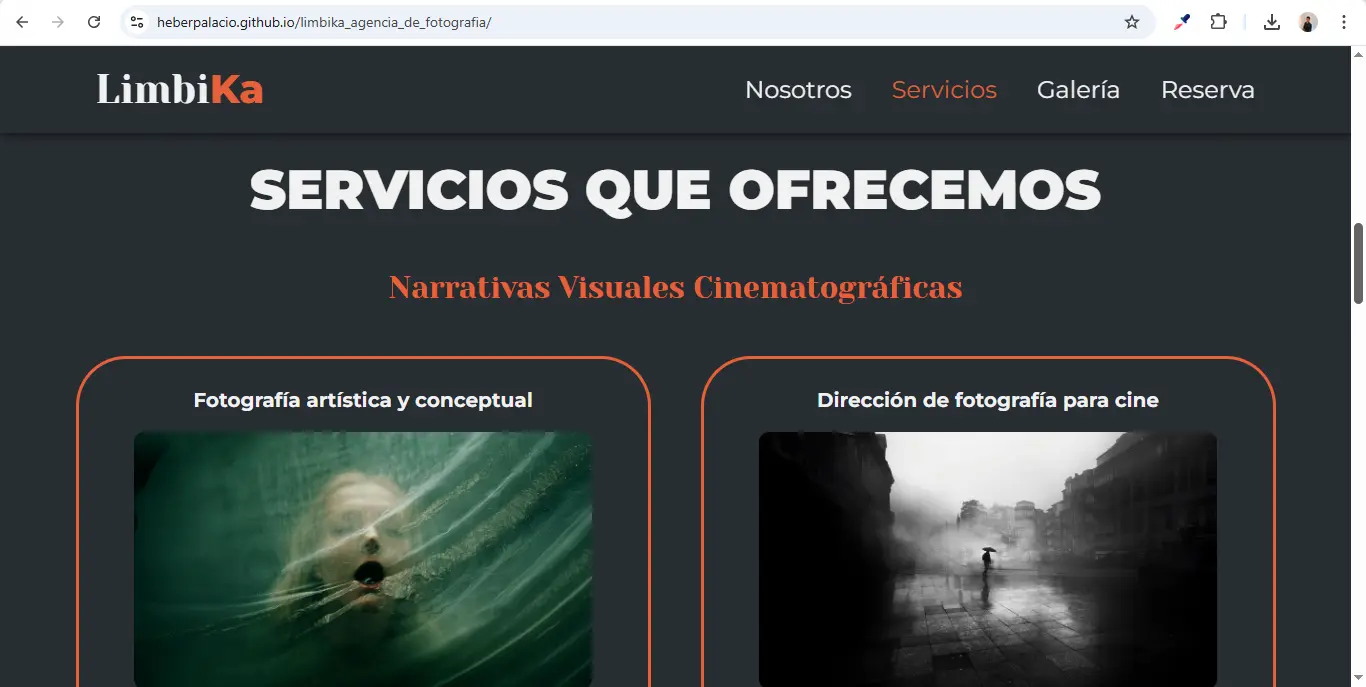 heberpalacio.github.io/limbika_agencia_de_fotografia/
LimbiKa
Nosotros Servicios Galería Reserva
SERVICIOS QUE OFRECEMOS
Narrativas Visuales Cinematográficas
Fotografía artística y conceptual
Dirección de fotografía para cine